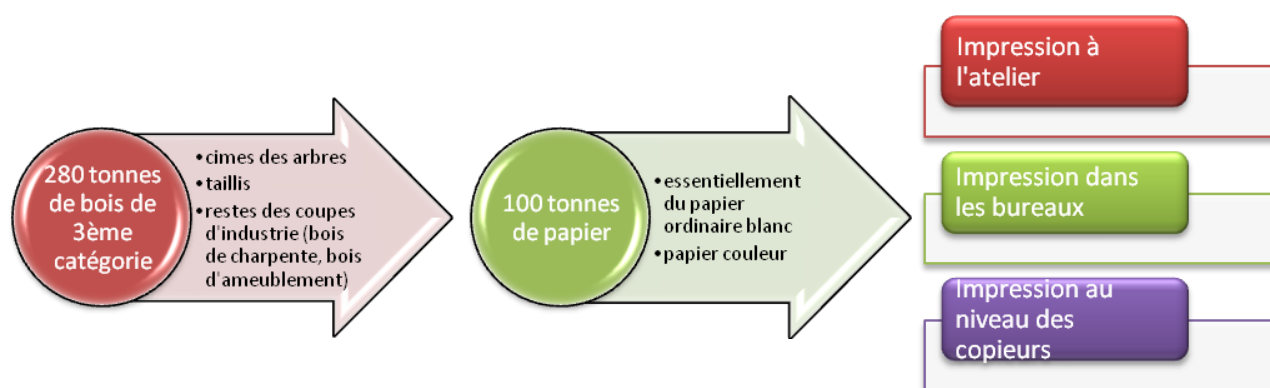 280 tonnes
de bois de
3ème
catégorie
•cimes des arbres
•taillis
•restes des coupes
d'industrie (bois
de charpente, bois
d'ameublement)
100 tonnes
de papier
•essentiellement
du papier
ordinaire blanc
•papier couleur
Impression à
l'atelier
Impression dans
les bureaux
Impression au
niveau des
copieurs